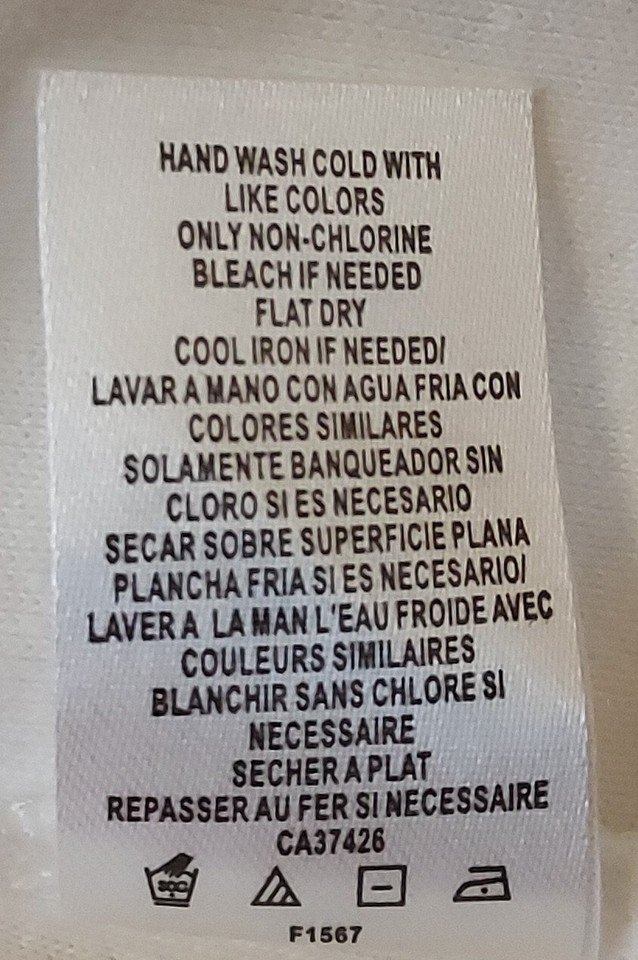 HAND WASH COLD WITH
LIKE COLORS
ONLY NON-CHLORINE
BLEACH IF NEEDED
FLAT DRY
COOL IRON IF NEEDED/
LAVAR A MANO CON AGUA FRIA CON
COLORES SIMILARES
SOLAMENTE BANQUEADOR SIN
CLORO SI ES NECESARIO
SECAR SOBRE SUPERFICIE PLANA
PLANCHA FRIA SI ES NECESARIO/
LAVER A LA MAN L'EAU FROIDE AVEC
COULEURS SIMILAIRES
BLANCHIR SANS CHLORE SI
NECESSAIRE
SECHER A PLAT
REPASSER AU FER SI NECESSAIRE
CA37426
30C
F1567